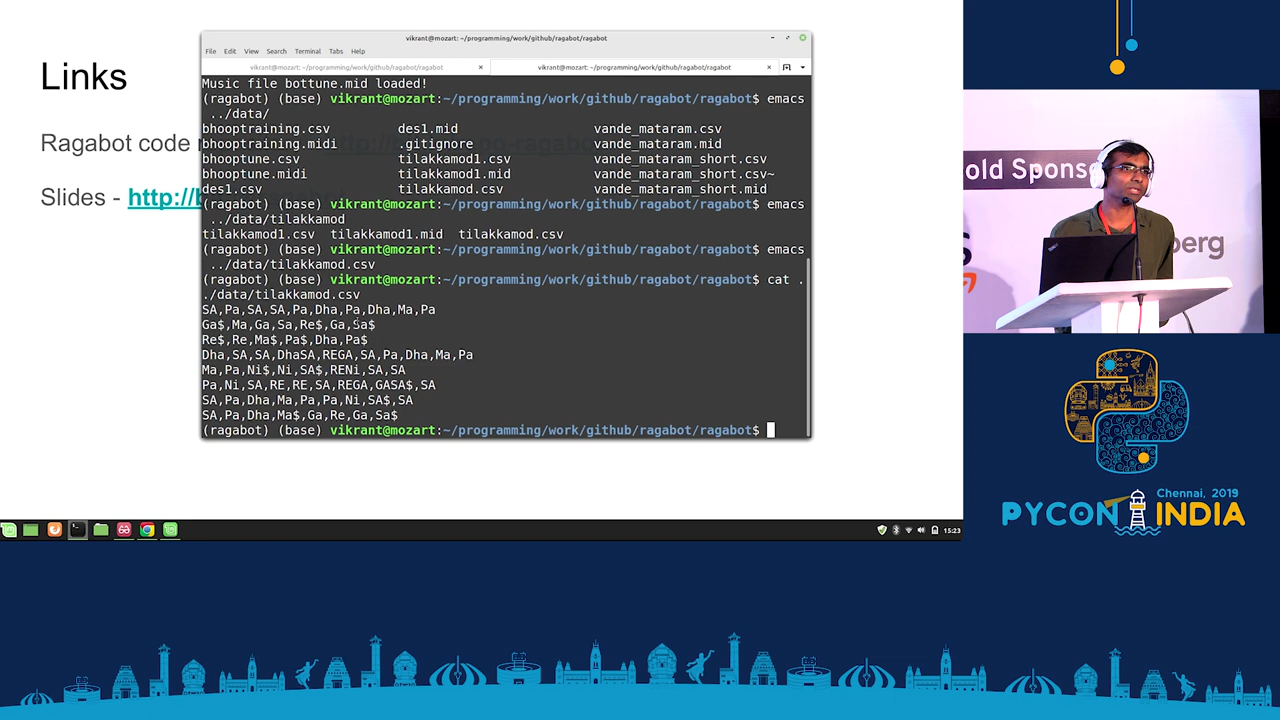 Links
Ragabot code
Slides - http://b
vikrant@mozart: ~/programming/work/github/ragabot/ragabot
File Edit View Search Terminal Tabs Help
vikrant@mozart: ~/programming/work/github/ragabot/ragabot
vikrant@mozart: ~/programming/work/github/ragabot/ragabot
Music file bottune.mid loaded!
(ragabot) (base) vikrant@mozart:~/programming/work/github/ragabot/ragabot$ emacs
../data/
bhooptraining.csv des1.mid vande_mataram.csv
bhooptraining.midi .gitignore vande_mataram.mid
bhooptune.csv tilakkamod1.csv vande_mataram_short.csv
bhooptune.midi tilakkamod1.mid vande_mataram_short.csv~
des1.csv tilakkamod.csv vande_mataram_short.mid
(ragabot) (base) vikrant@mozart:~/programming/work/github/ragabot/ragabot$ emacs
../data/tilakkamod
tilakkamod1.csv tilakkamod1.mid tilakkamod.csv
(ragabot) (base) vikrant@mozart:~/programming/work/github/ragabot/ragabot$ emacs
../data/tilakkamod.csv
(ragabot) (base) vikrant@mozart:~/programming/work/github/ragabot/ragabot$ cat .
./data/tilakkamod.csv
SA,Pa,SA,SA,Pa,Dha,Pa,Dha,Ma,Pa
Ga$,Ma,Ga,Sa,Re$,Ga,Sa$
Re$,Re,Ma$,Pa$,Dha,Pa$
Dha,SA,SA,DhaSA,REGA,SA,Pa,Dha,Ma,Pa
Ma,Pa,Ni$,Ni,SA$,RENi,SA,SA
Pa,Ni,SA,RE,RE,SA,REGA,GASA$,SA
SA,Pa,Dha,Ma,Pa,Pa,Ni,SA$,SA
SA,Pa,Dha,Ma$,Ga,Re,Ga,Sa$
(ragabot) (base) vikrant@mozart:~/programming/work/github/ragabot/ragabot$
15:23
old Spons
berg
Chennai, 2019
PYCON INDIA